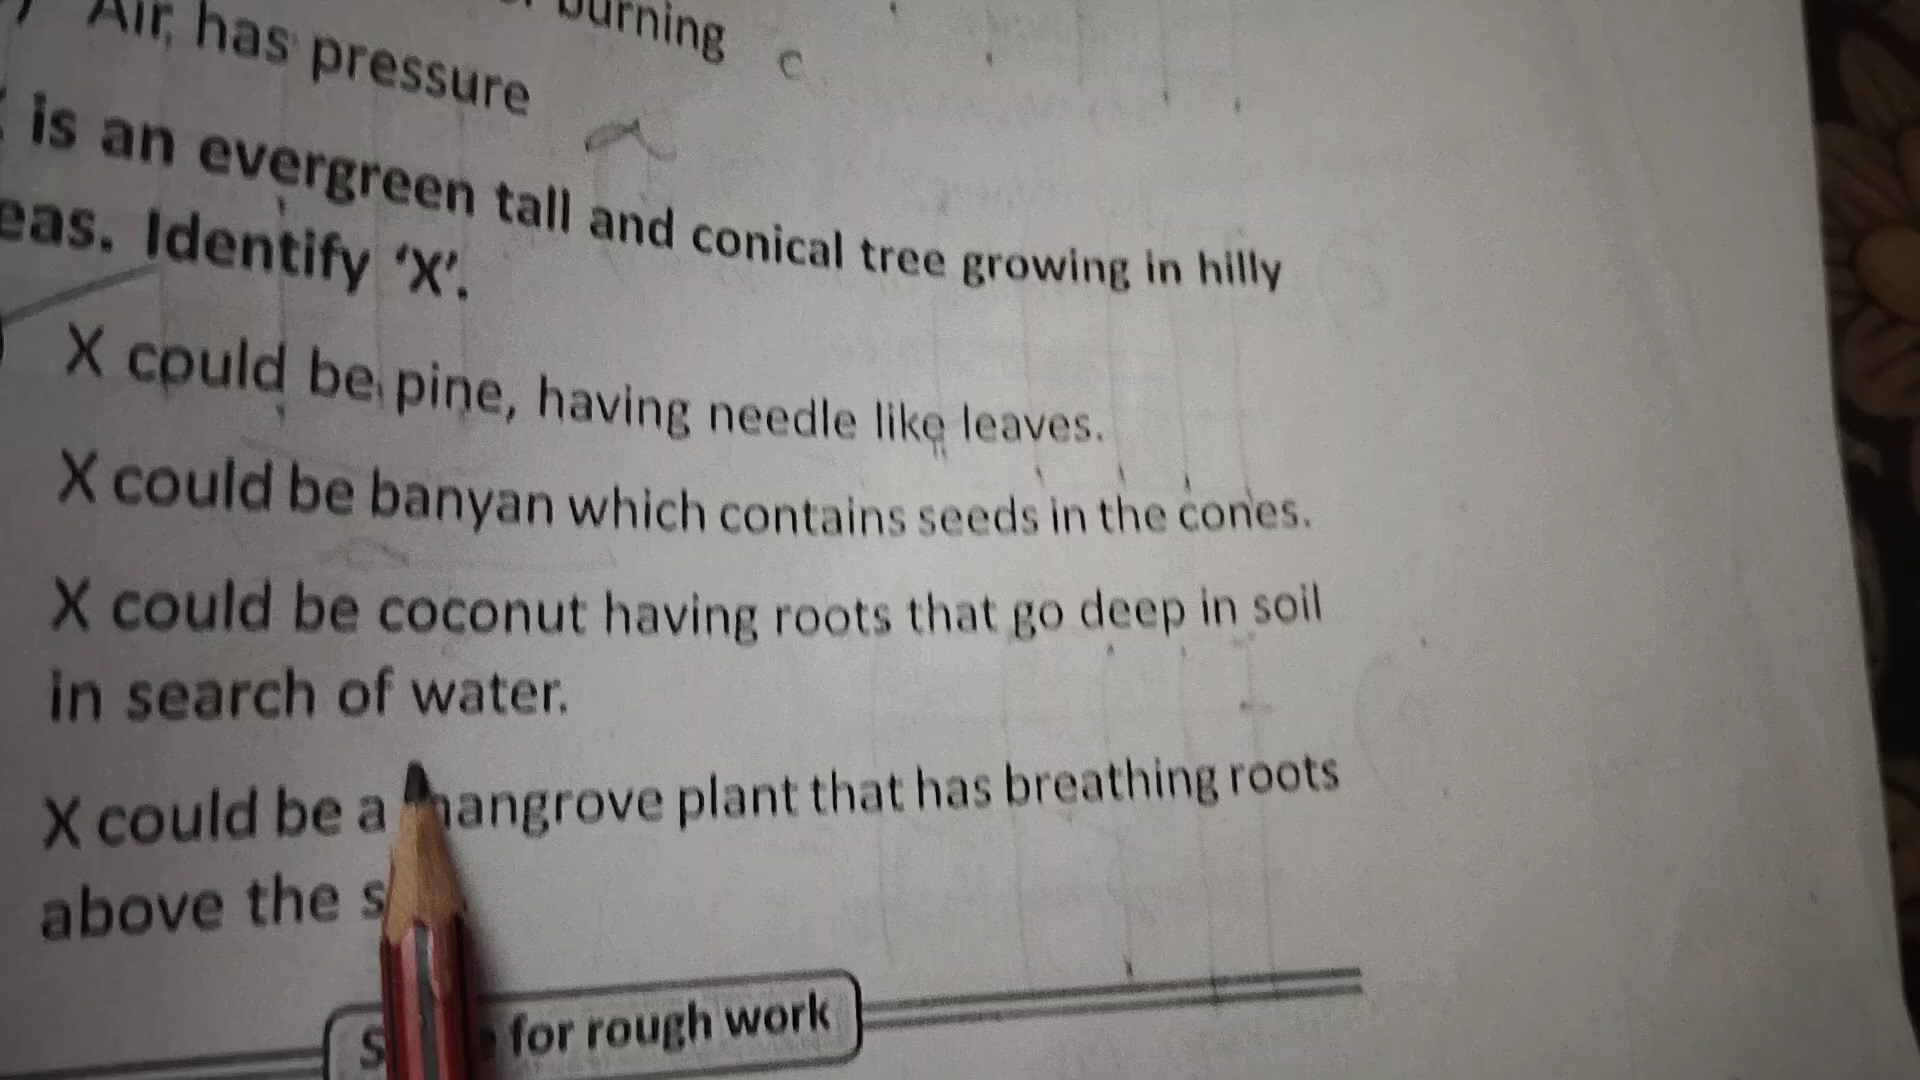 burning
Air, has pressure
is an evergreen tall and conical tree growing in hilly
eas. Identify ‘X’.
X could be pine, having needle like leaves.
X could be banyan which contains seeds in the cones.
X could be coconut having roots that go deep in soil
in search of water.
X could be a mangrove plant that has breathing roots
above the s
for rough work